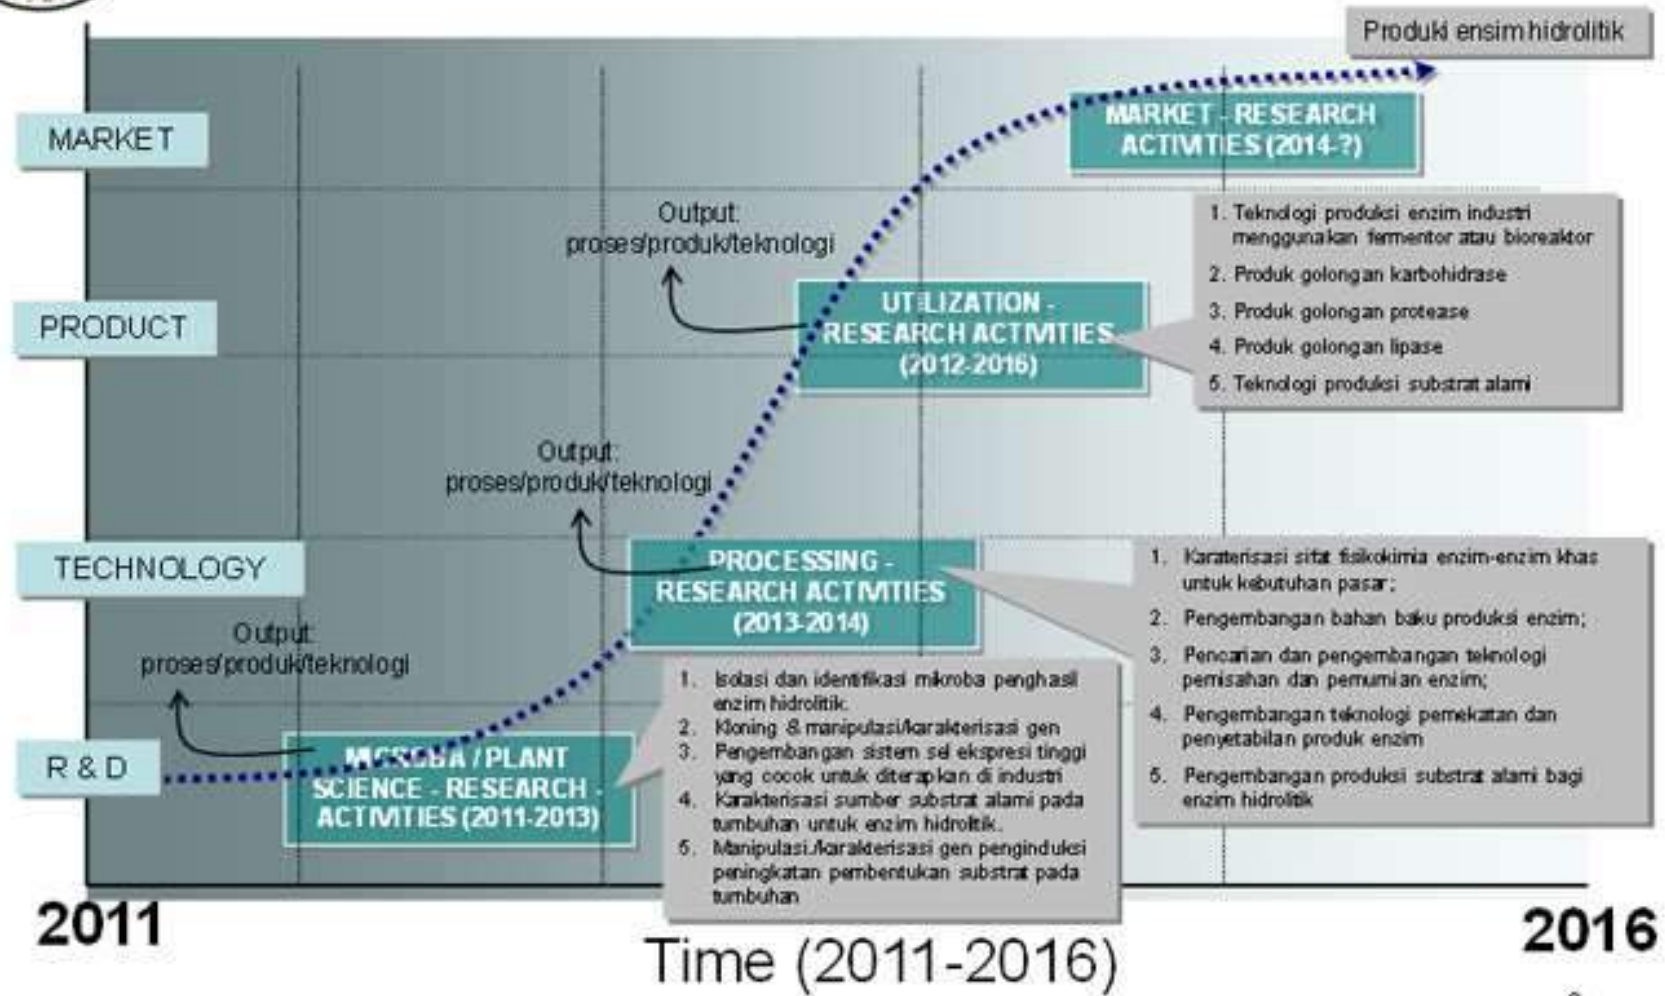 Produki ensim hidrolitik
MARKET
MARKET - RESEARCH
ACTIVITIES (2014-?)
Output:
proses/produk/teknologi
1. Teknologi produksi enzim industri
menggunakan fermentor atau bioreaktor
2. Produk golongan karbohidrase
3. Produk golongan protease
4. Produk golongan lipase
5. Teknologi produksi substrat alami
PRODUCT
UTILIZATION -
RESEARCH ACTIVITIES
(2012-2016)
Output:
proses/produk/teknologi
TECHNOLOGY
PROCESSING -
RESEARCH ACTIVITIES
(2013-2014)
1. Karaterisasi sifat fisikokimia enzim-enzim khas
untuk kebutuhan pasar;
2. Pengembangan bahan baku produksi enzim;
3. Pencarian dan pengembangan teknologi
pemisahan dan pemurnian enzim;
4. Pengembangan teknologi pemekatan dan
penyetabilan produk enzim
5. Pengembangan produksi substrat alami bagi
enzim hidrolitik
Output:
proses/produk/teknologi
R & D
MICROBA / PLANT
SCIENCE - RESEARCH -
ACTIVITIES (2011-2013)
1. Isolasi dan identifikasi mikroba penghasil
enzim hidrolitik.
2. Kloning & manipulasi/karakterisasi gen
3. Pengembangan sistem sel ekspresi tinggi
yang cocok untuk diterapkan di industri
4. Karakterisasi sumber substrat alami pada
tumbuhan untuk enzim hidrolitik.
5. Manipulasi./karakterisasi gen penginduksi
peningkatan pembentukan substrat pada
tumbuhan
2011
Time (2011-2016)
2016